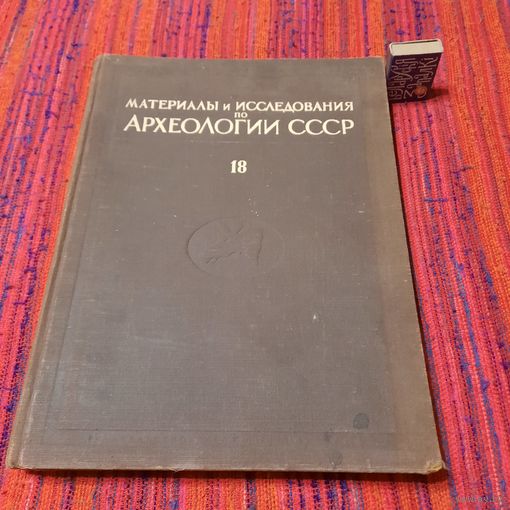 МАТЕРИАЛЫ И ИССЛЕДОВАНИЯ
ПО
АРХЕОЛОГИИ СССР
18